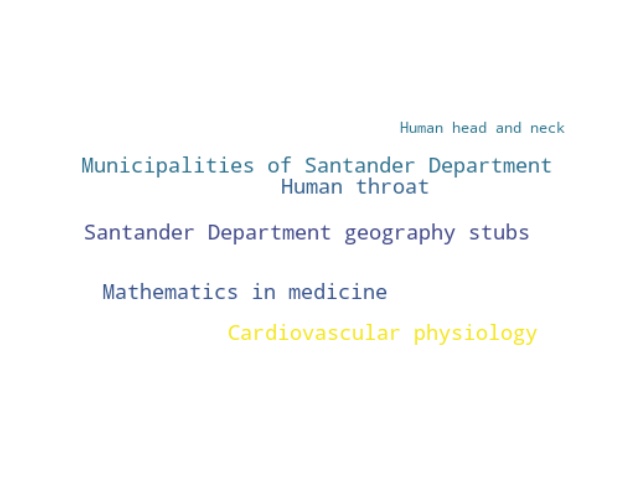 Human head and neck
Municipalities of Santander Department
Human throat
Santander Department geography stubs
Mathematics in medicine
Cardiovascular physiology